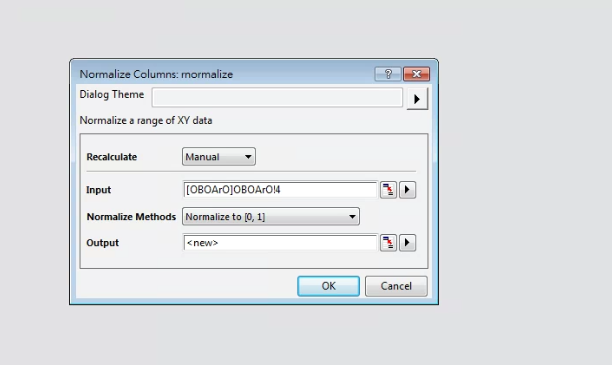 Normalize Columns: rnormalize
Dialog Theme
Normalize a range of XY data
Recalculate Manual
Input [OBOArO]OBOArO!4
Normalize Methods Normalize to [0, 1]
Output <new>
OK Cancel